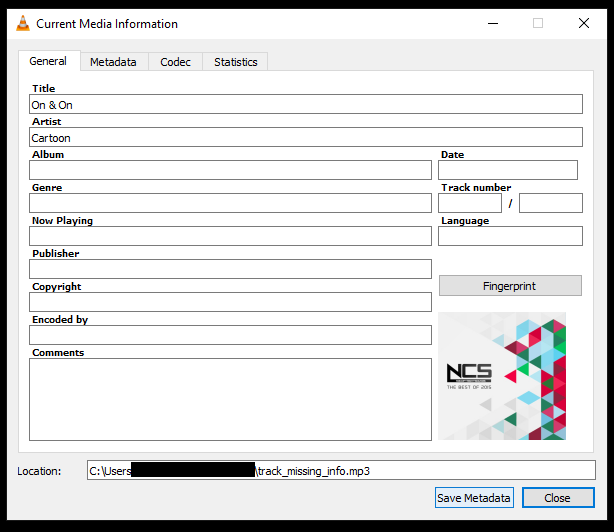 Current Media Information
General Metadata Codec Statistics
Title
On & On
Artist
Cartoon
Album Date
Genre Track number
/
Now Playing Language
Publisher
Fingerprint
Copyright
Encoded by
Comments
NCS
THE BEST OF 2015
Location: C:\Users \track_missing_info.mp3
Save Metadata Close